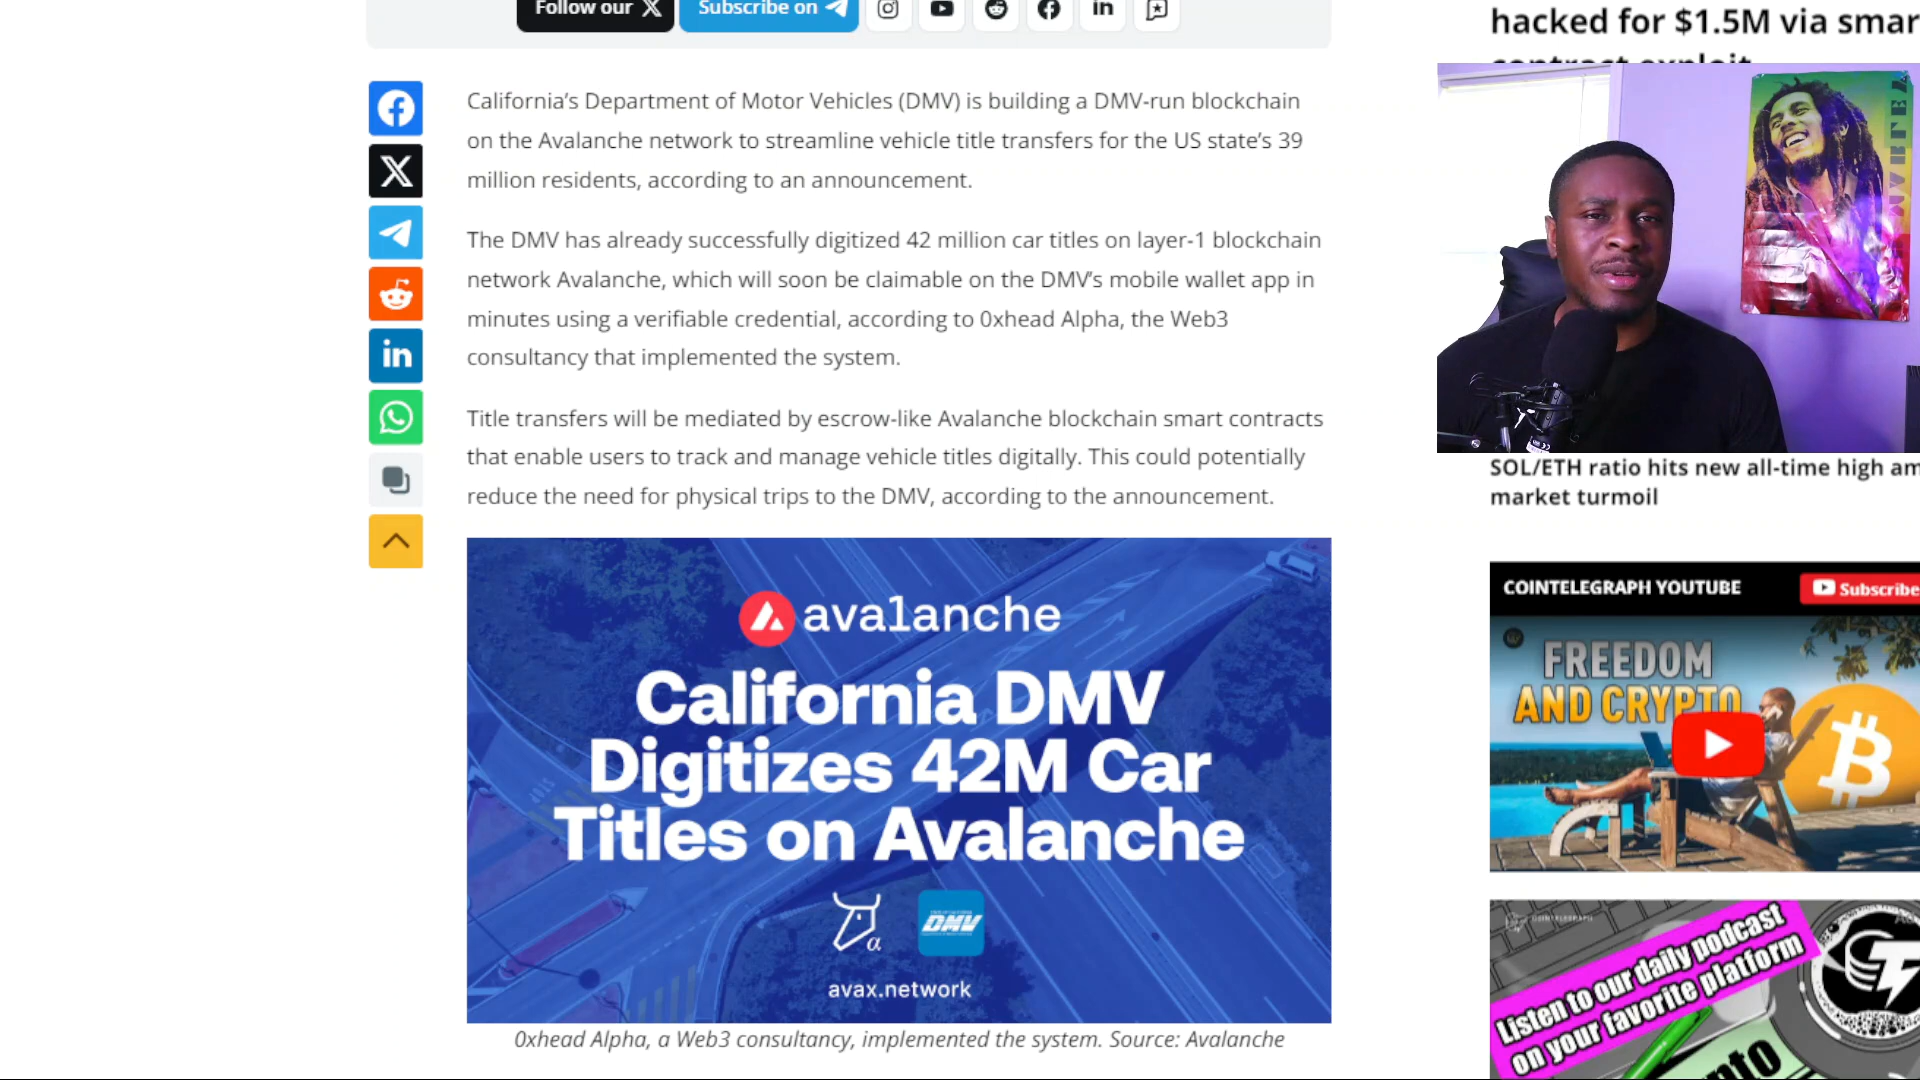 Follow our X
Subscribe on
hacked for $1.5M via smar
California's Department of Motor Vehicles (DMV) is building a DMV-run blockchain
on the Avalanche network to streamline vehicle title transfers for the US state's 39
million residents, according to an announcement.
The DMV has already successfully digitized 42 million car titles on layer-1 blockchain
network Avalanche, which will soon be claimable on the DMV's mobile wallet app in
minutes using a verifiable credential, according to 0xhead Alpha, the Web3
consultancy that implemented the system.
Title transfers will be mediated by escrow-like Avalanche blockchain smart contracts
that enable users to track and manage vehicle titles digitally. This could potentially
reduce the need for physical trips to the DMV, according to the announcement.
avalanche
California DMV
Digitizes 42M Car
Titles on Avalanche
α
DMV
avax.network
0xhead Alpha, a Web3 consultancy, implemented the system. Source: Avalanche
SOL/ETH ratio hits new all-time high am
market turmoil
COINTELEGRAPH YOUTUBE
Subscribe
FREEDOM
AND CRYPTO
COINTELEGRAPH
Listen to our daily podcast
on your favorite platform